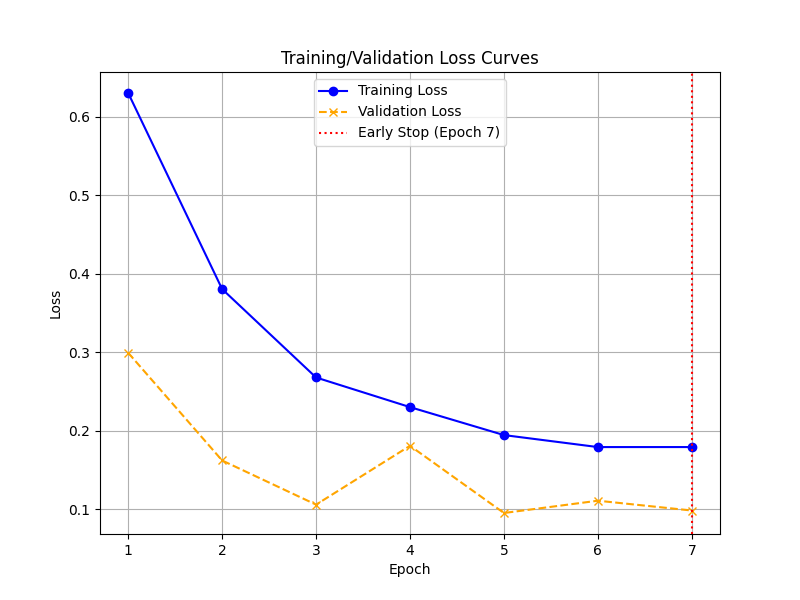 Training/Validation Loss Curves
Training Loss
Validation Loss
Early Stop (Epoch 7)
0.6
0.5
0.4
0.3
0.2
0.1
Loss
1 2 3 4 5 6 7
Epoch